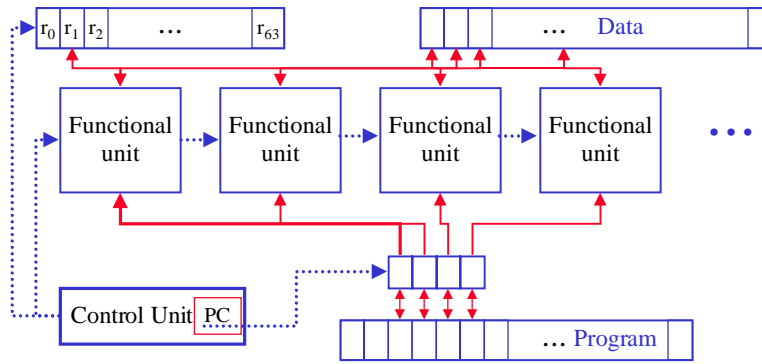 r0 r1 r2 ... r63
... Data
Functional unit
Functional unit
Functional unit
Functional unit
...
Control Unit PC
... Program